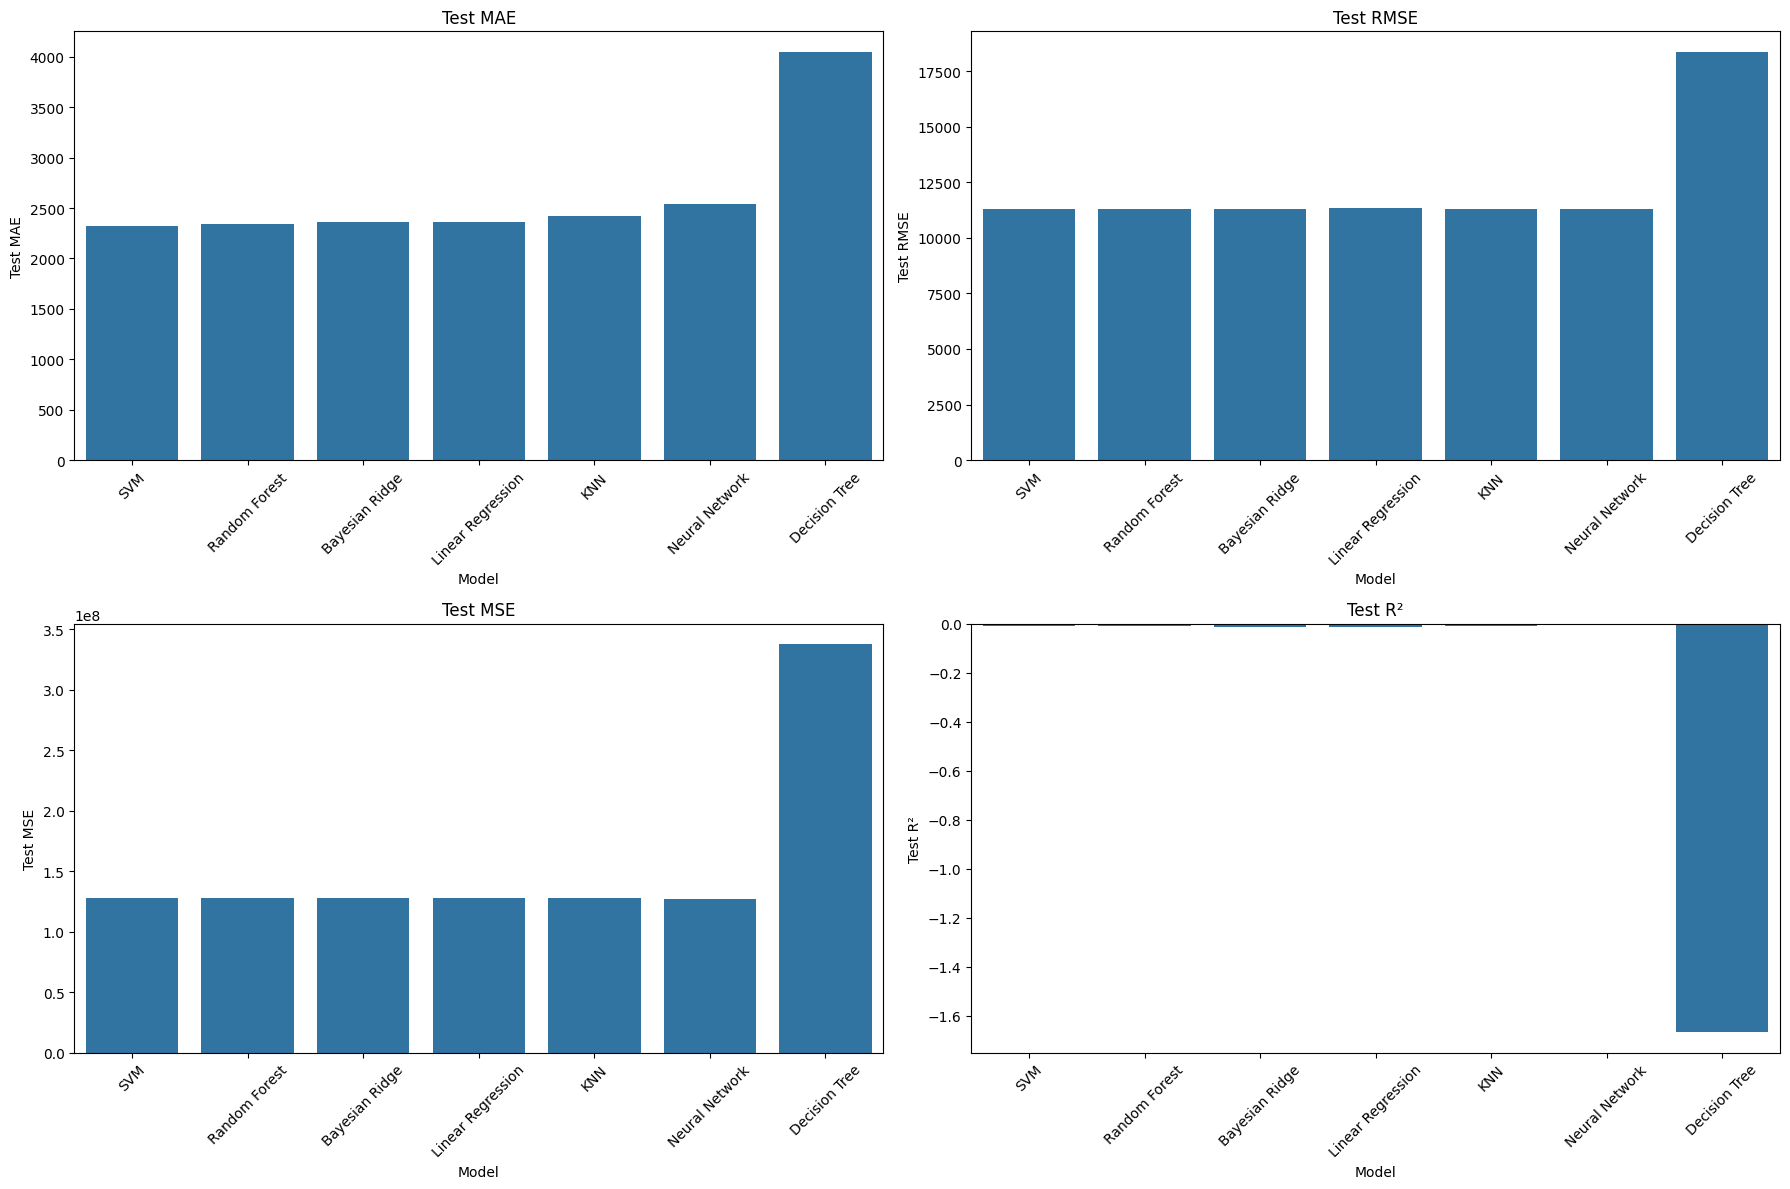 Test MAE
Test MAE
4000
3500
3000
2500
2000
1500
1000
500
0
SVM
Random Forest
Bayesian Ridge
Linear Regression
KNN
Neural Network
Decision Tree
Model
Test RMSE
Test RMSE
17500
15000
12500
10000
7500
5000
2500
0
SVM
Random Forest
Bayesian Ridge
Linear Regression
KNN
Neural Network
Decision Tree
Model
Test MSE
1e8
Test MSE
3.5
3.0
2.5
2.0
1.5
1.0
0.5
0.0
SVM
Random Forest
Bayesian Ridge
Linear Regression
KNN
Neural Network
Decision Tree
Model
Test R²
Test R²
0.0
−0.2
−0.4
−0.6
−0.8
−1.0
−1.2
−1.4
−1.6
SVM
Random Forest
Bayesian Ridge
Linear Regression
KNN
Neural Network
Decision Tree
Model